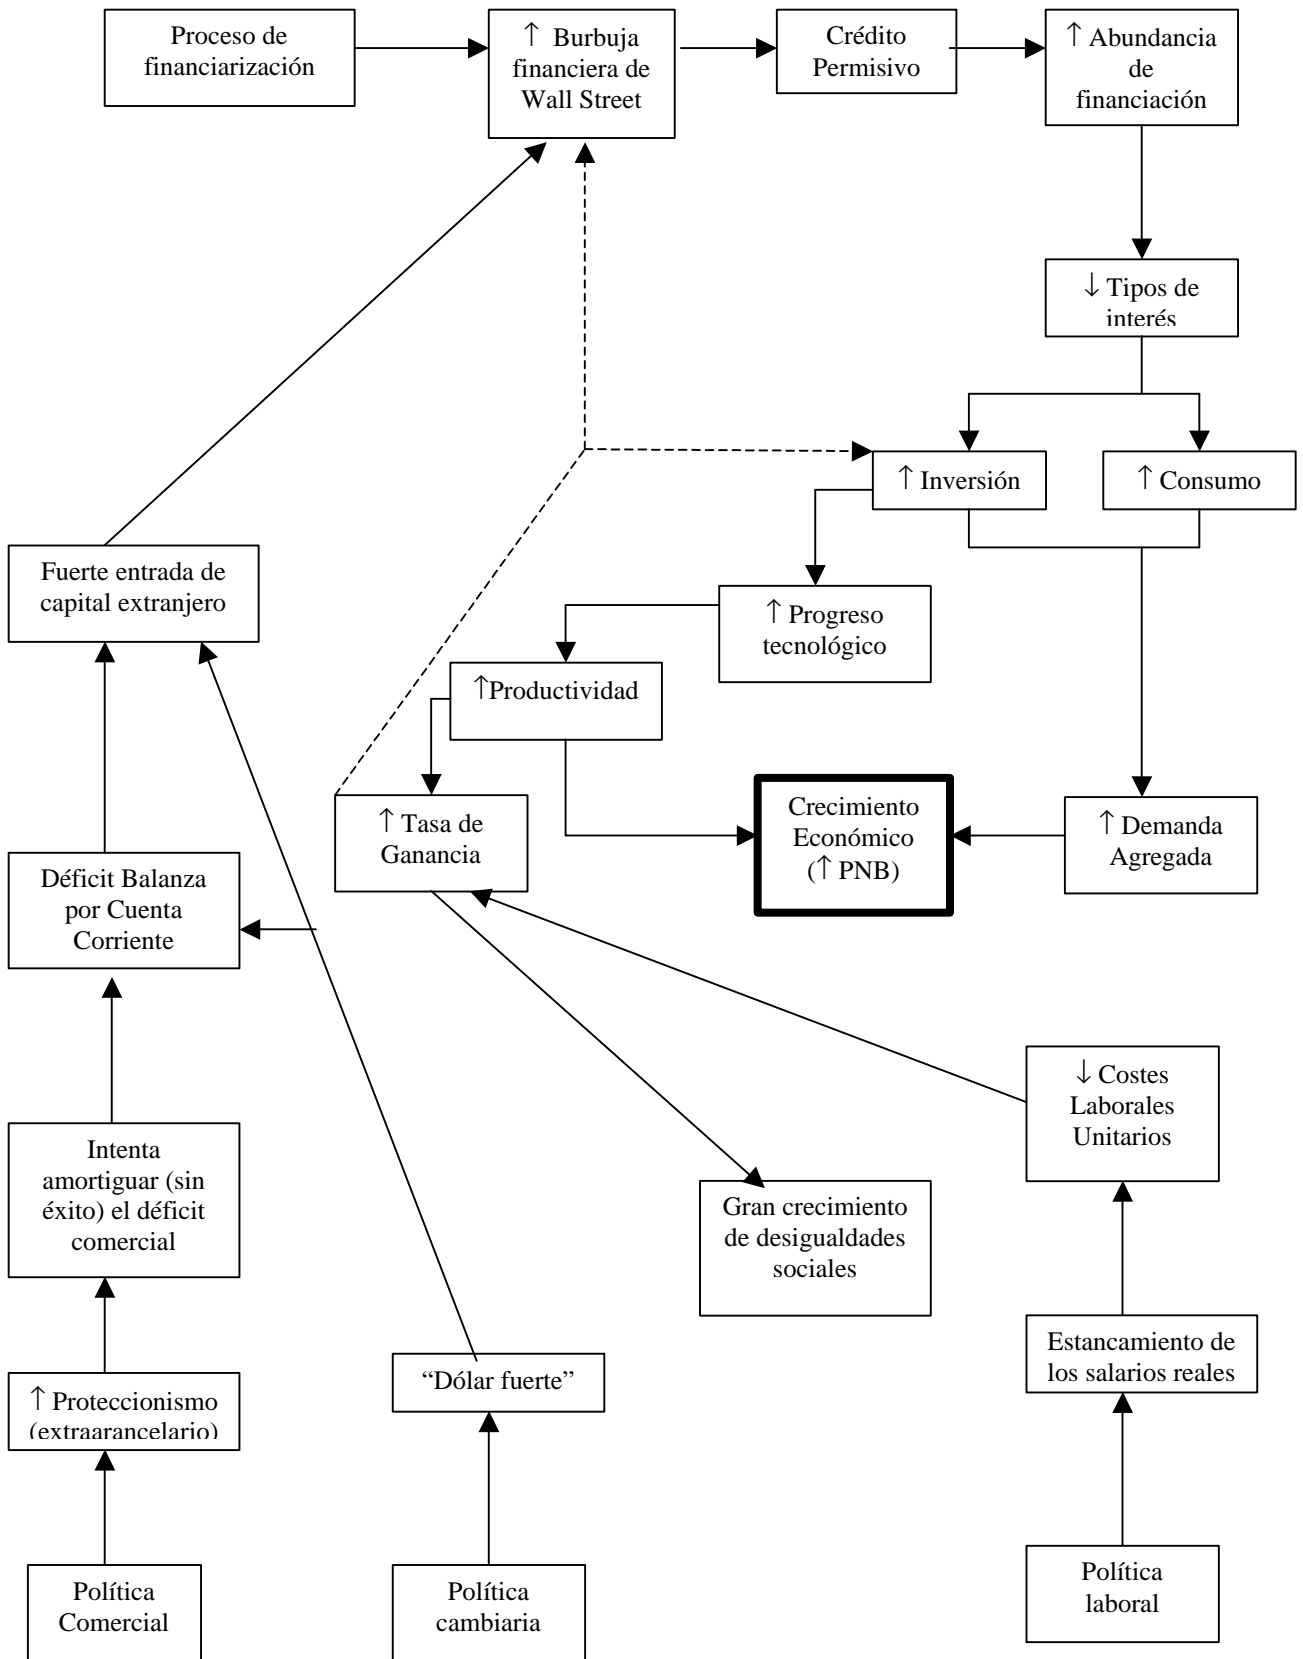 Proceso de
financiarización
↑ Burbuja
financiera de
Wall Street
Crédito
Permisivo
↑ Abundancia
de
financiación
↓ Tipos de
interés
↑ Inversión
↑ Consumo
Fuerte entrada de
capital extranjero
↑ Progreso
tecnológico
↑Productividad
↑ Tasa de
Ganancia
Crecimiento
Económico
(↑ PNB)
↑ Demanda
Agregada
Déficit Balanza
por Cuenta
Corriente
↓ Costes
Laborales
Unitarios
Intenta
amortiguar (sin
éxito) el déficit
comercial
Gran crecimiento
de desigualdades
sociales
Estancamiento de
los salarios reales
“Dólar fuerte”
↑ Proteccionismo
(extraarancelario)
Política
Comercial
Política
cambiaria
Política
laboral